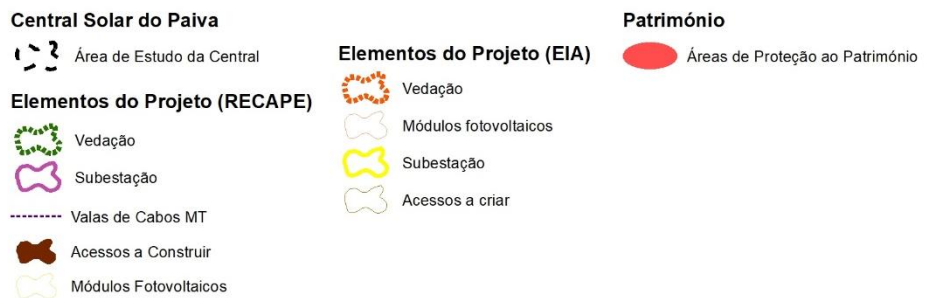 Central Solar do Paiva
Área de Estudo da Central
Elementos do Projeto (RECAPE)
Vedação
Subestação
Valas de Cabos MT
Acessos a Construir
Módulos Fotovoltaicos
Elementos do Projeto (EIA)
Vedação
Módulos fotovoltaicos
Subestação
Acessos a criar
Património
Áreas de Proteção ao Património